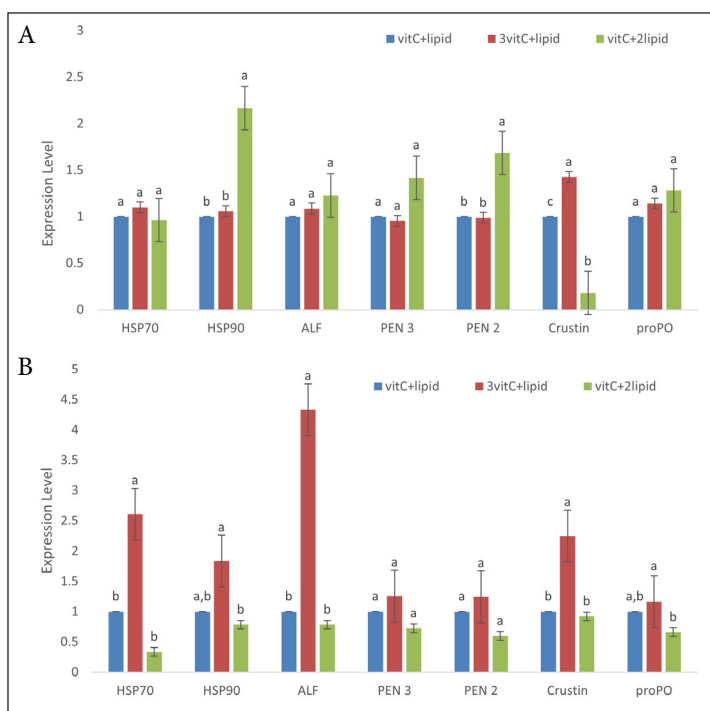 A
3
vitC+lipid 3vitC+lipid vitC+2lipid
2.5
2
1.5
1
0.5
0
Expression Level
a a a b b a a a a a a a b b a c a b a a a
HSP70 HSP90 ALF PEN 3 PEN 2 Crustin proPO
B
5
vitC+lipid 3vitC+lipid vitC+2lipid
4.5
4
3.5
3
2.5
2
1.5
1
0.5
0
Expression Level
b a b a,b a b b a b a a a a a a b a b a,b a b
HSP70 HSP90 ALF PEN 3 PEN 2 Crustin proPO